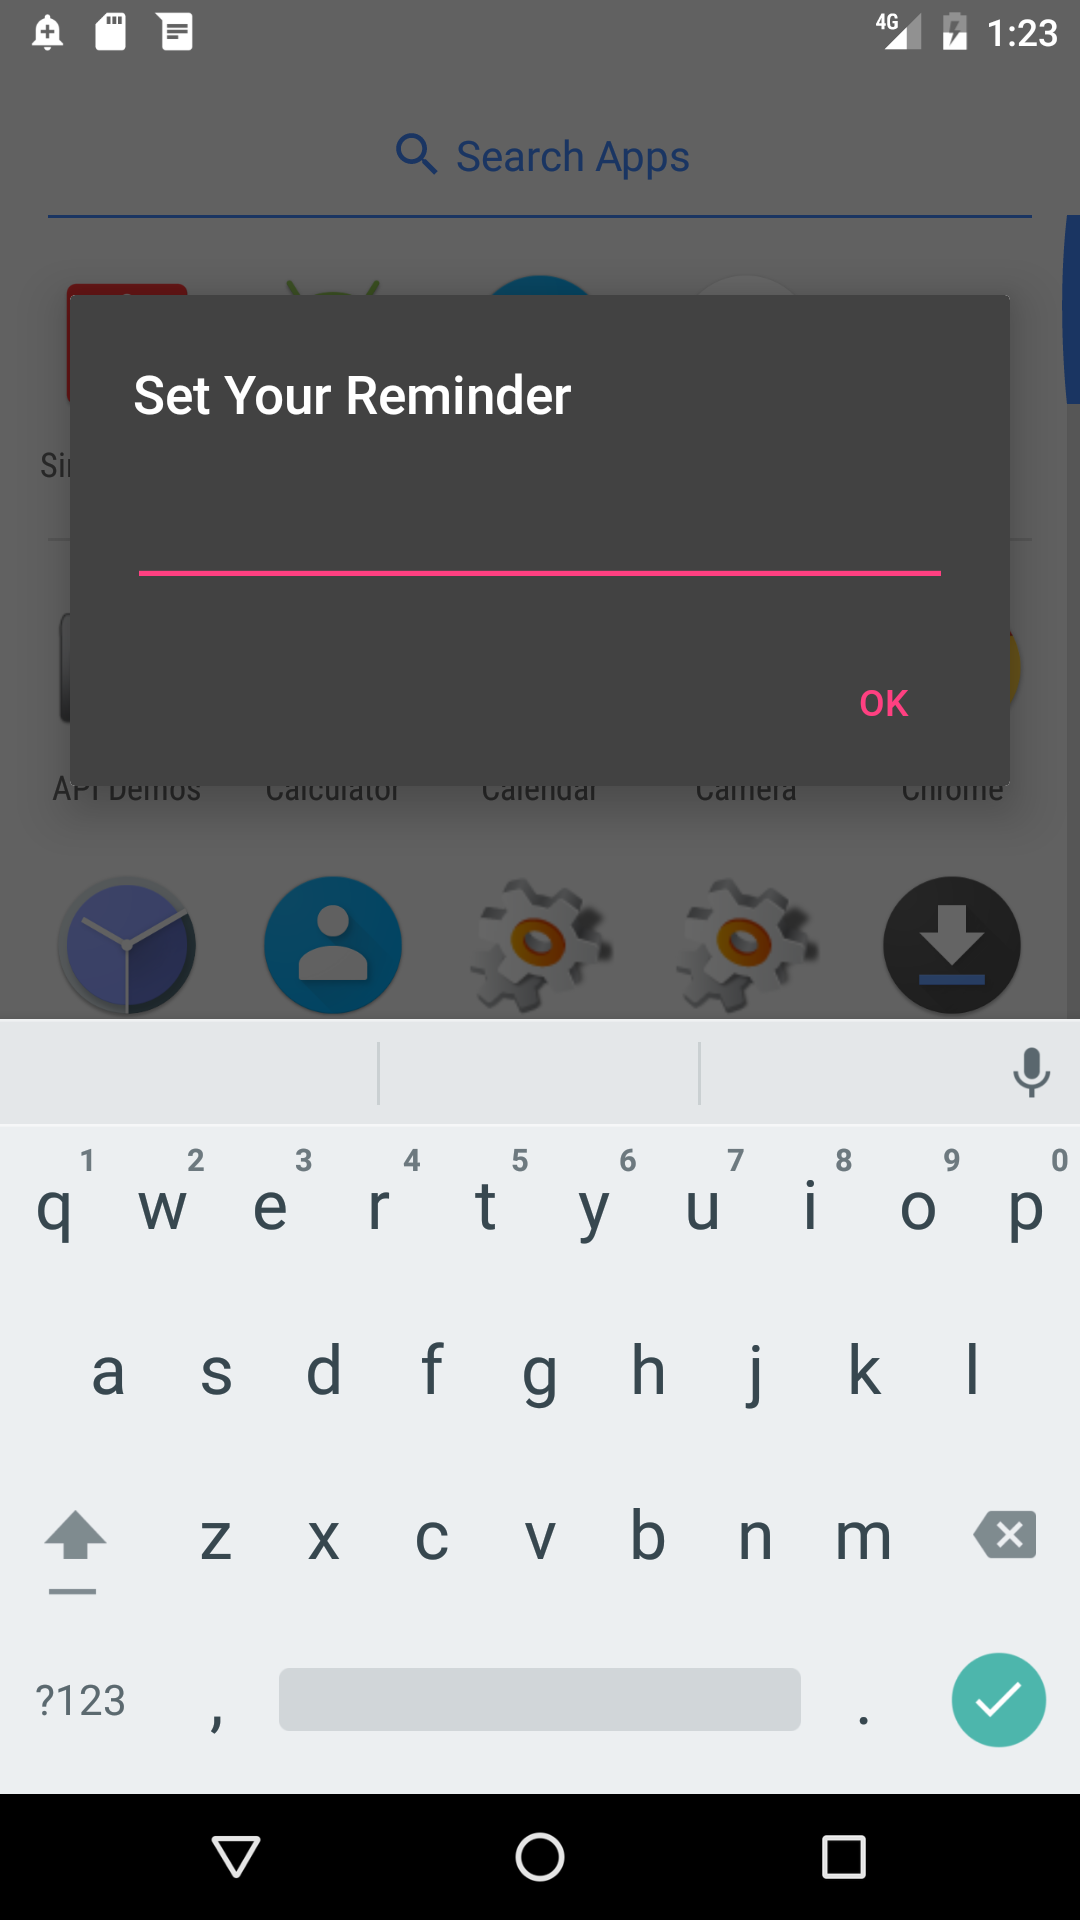 4G 1:23
Search Apps
Set Your Reminder
OK
API Demos Calculator Calendar Camera Chrome
1 2 3 4 5 6 7 8 9 0
q w e r t y u i o p
a s d f g h j k l
z x c v b n m
?123 , .